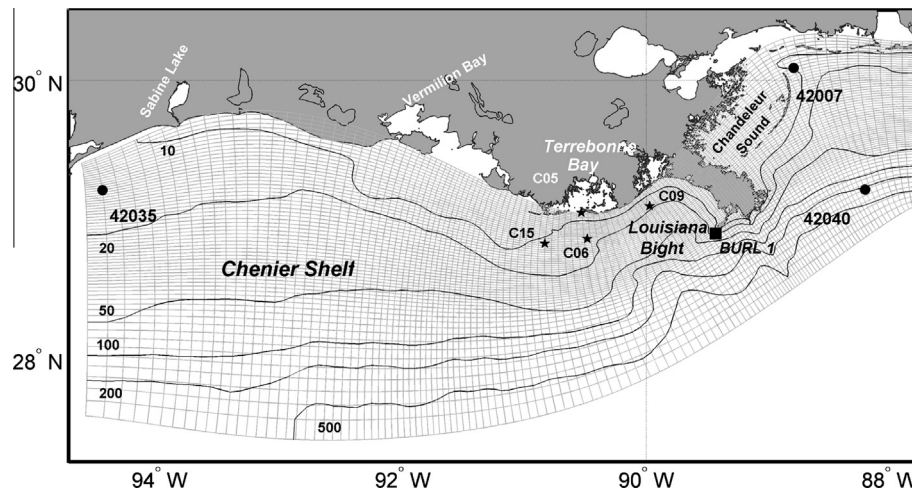 30° N
Sabine Lake
Vermilion Bay
42007
Chandeleur
Sound
10
Terrebonne
Bay
C05
42035
C09
42040
20
C15
C06
Louisiana
Bight
BURL 1
Chenier Shelf
50
100
28° N
200
500
94° W
92° W
90° W
88° W